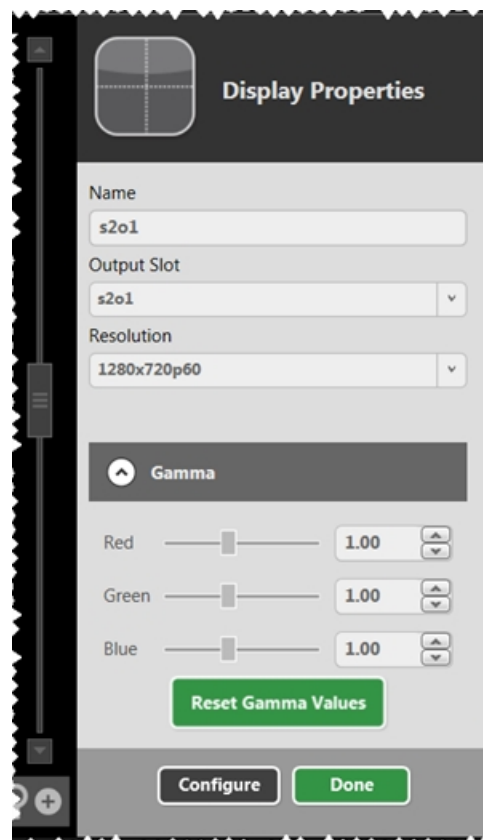 Display Properties
Name
s2o1
Output Slot
s2o1
Resolution
1280x720p60
Gamma
Red 1.00
Green 1.00
Blue 1.00
Reset Gamma Values
Configure Done